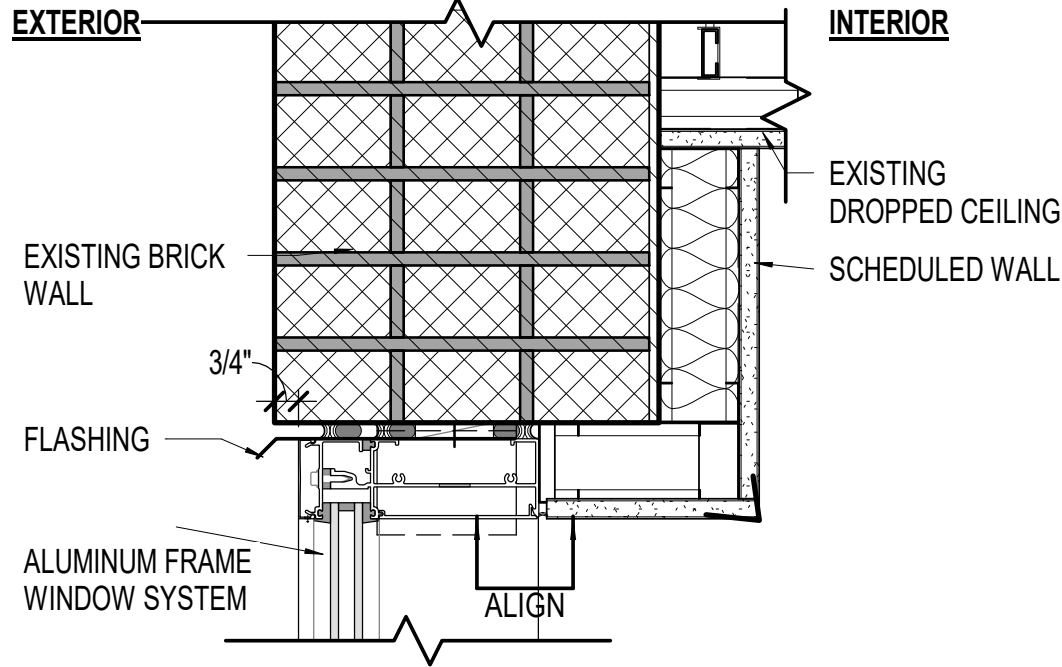 EXTERIOR
INTERIOR
EXISTING
DROPPED CEILING
EXISTING BRICK
WALL
SCHEDULED WALL
3/4"
FLASHING
ALUMINUM FRAME
WINDOW SYSTEM
ALIGN